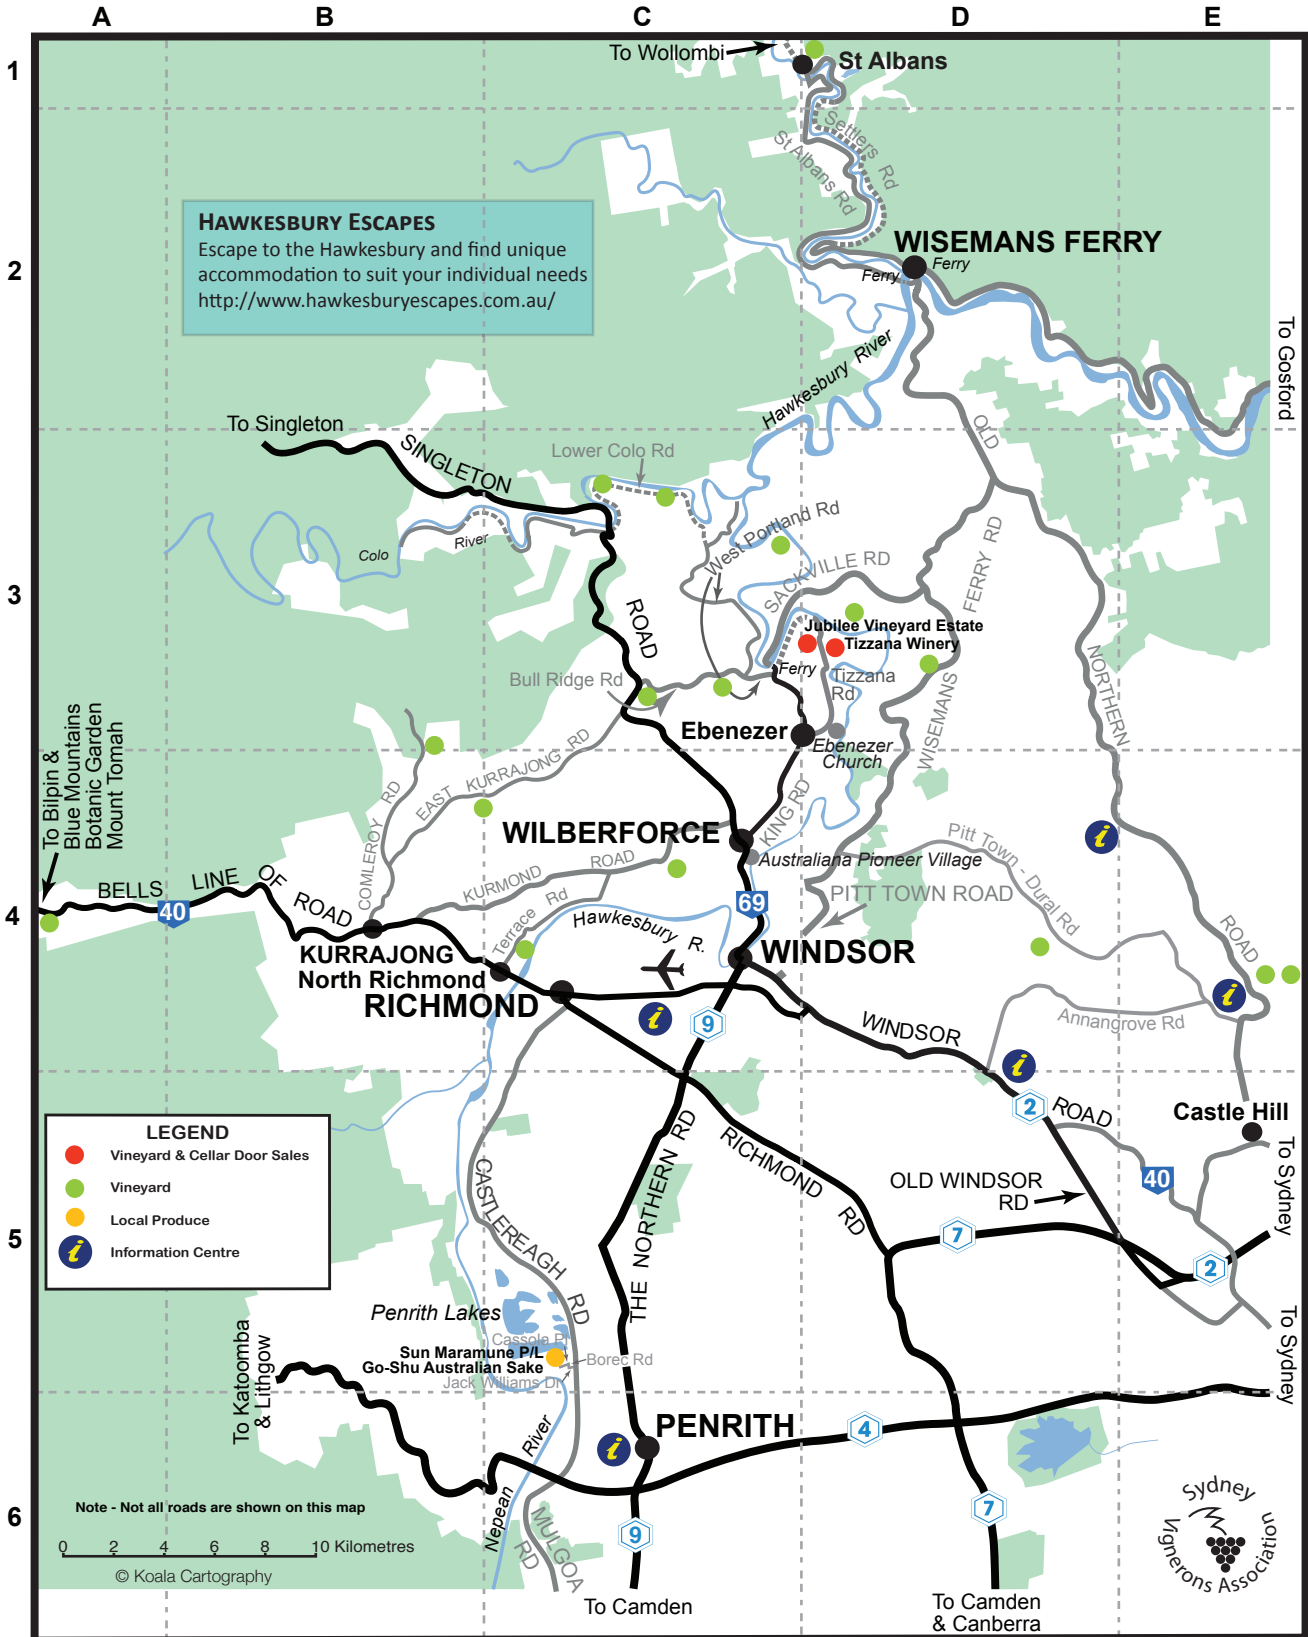 A
B
C
D
E
1
2
3
4
5
6
To Wollombi
St Albans
Settlers Rd
St Albans Rd
HAWKESBURY ESCAPES
Escape to the Hawkesbury and find unique
accommodation to suit your individual needs
http://www.hawkesburyescapes.com.au/
WISEMANS FERRY
Ferry
Ferry
To Gosford
Hawkesbury River
To Singleton
SINGLETON
ROAD
Lower Colo Rd
OLD
NORTHERN
ROAD
Colo
River
West Portland Rd
SACKVILLE RD
FERRY RD
WISEMANS
Jubilee Vineyard Estate
Tizzana Winery
Ferry
Tizzana
Rd
Bull Ridge Rd
Ebenezer
Ebenezer
Church
To Bilpin &
Blue Mountains
Botanic Garden
Mount Tomah
COMLEROY RD
EAST KURRAJONG RD
WILBERFORCE
KING RD
Australiana Pioneer Village
Pitt Town - Dural Rd
PITT TOWN ROAD
KURMOND ROAD
BELLS LINE OF ROAD
40
69
Terrace Rd
Hawkesbury R.
KURRAJONG
North Richmond
RICHMOND
WINDSOR
9
WINDSOR
ROAD
Annangrove Rd
2
Castle Hill
To Sydney
40
OLD WINDSOR
RD
7
2
To Sydney
To Sydney
LEGEND
Vineyard & Cellar Door Sales
Vineyard
Local Produce
i
Information Centre
i
i
i
i
i
CASTLEREAGH RD
THE NORTHERN RD
RICHMOND RD
Penrith Lakes
Cassola Pl
Sun Maramune P/L
Go-Shu Australian Sake
Borec Rd
Jack Williams Dr
To Katoomba
& Lithgow
PENRITH
4
7
9
Nepean River
MULGOA
RD
Note - Not all roads are shown on this map
0 2 4 6 8 10 Kilometres
© Koala Cartography
To Camden
To Camden
& Canberra
Sydney
Vignerons Association